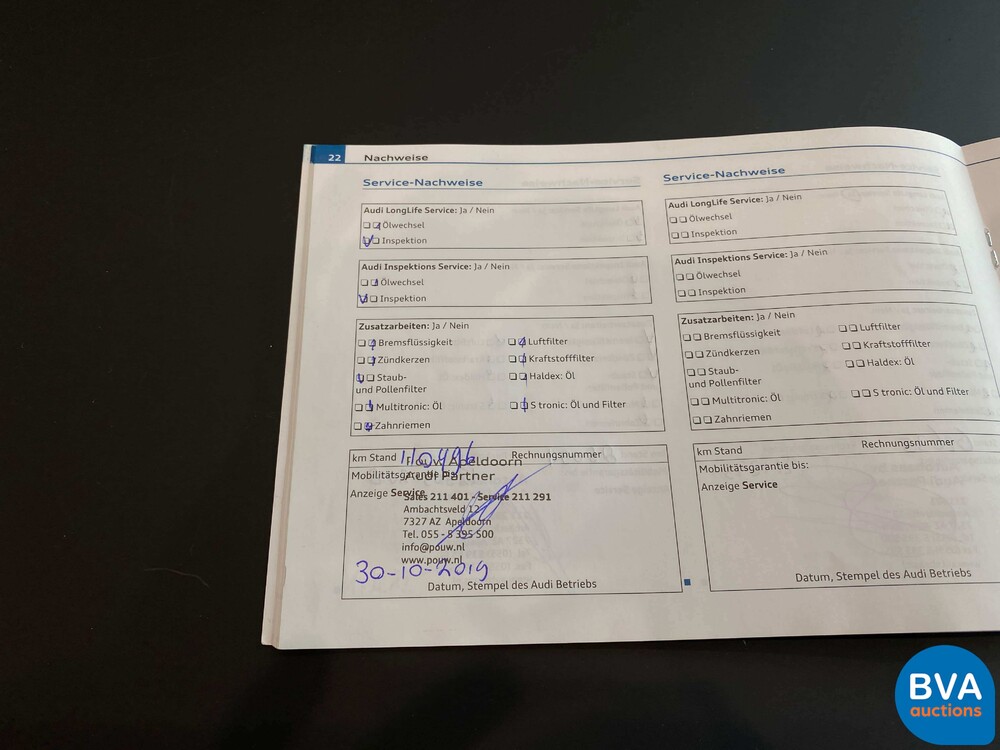 22 Nachweise
Service-Nachweise
Audi LongLife Service: Ja / Nein
Ölwechsel
Inspektion
Audi Inspektions Service: Ja / Nein
Ölwechsel
Inspektion
Zusatzarbeiten: Ja / Nein
Bremsflüssigkeit Luftfilter
Zündkerzen Kraftstofffilter
Staub- Haldex: Öl
und Pollenfilter
Multitronic: Öl S tronic: Öl und Filter
Zahnriemen
km Stand 110496 Rechnungsnummer
Pouw Apeldoorn
Mobilitätsgarantie bis:
Audi Partner
Anzeige Service
Sales 211 401 - Service 211 291
Ambachtsveld 12
7327 AZ Apeldoorn
Tel. 055 - 5 395 500
info@pouw.nl
www.pouw.nl
30-10-2019
Datum, Stempel des Audi Betriebs
Service-Nachweise
Audi LongLife Service: Ja / Nein
Ölwechsel
Inspektion
Audi Inspektions Service: Ja / Nein
Ölwechsel
Inspektion
Zusatzarbeiten: Ja / Nein
Bremsflüssigkeit Luftfilter
Zündkerzen Kraftstofffilter
Staub- Haldex: Öl
und Pollenfilter
Multitronic: Öl S tronic: Öl und Filter
Zahnriemen
km Stand Rechnungsnummer
Mobilitätsgarantie bis:
Anzeige Service
Datum, Stempel des Audi Betriebs
BVA
auctions